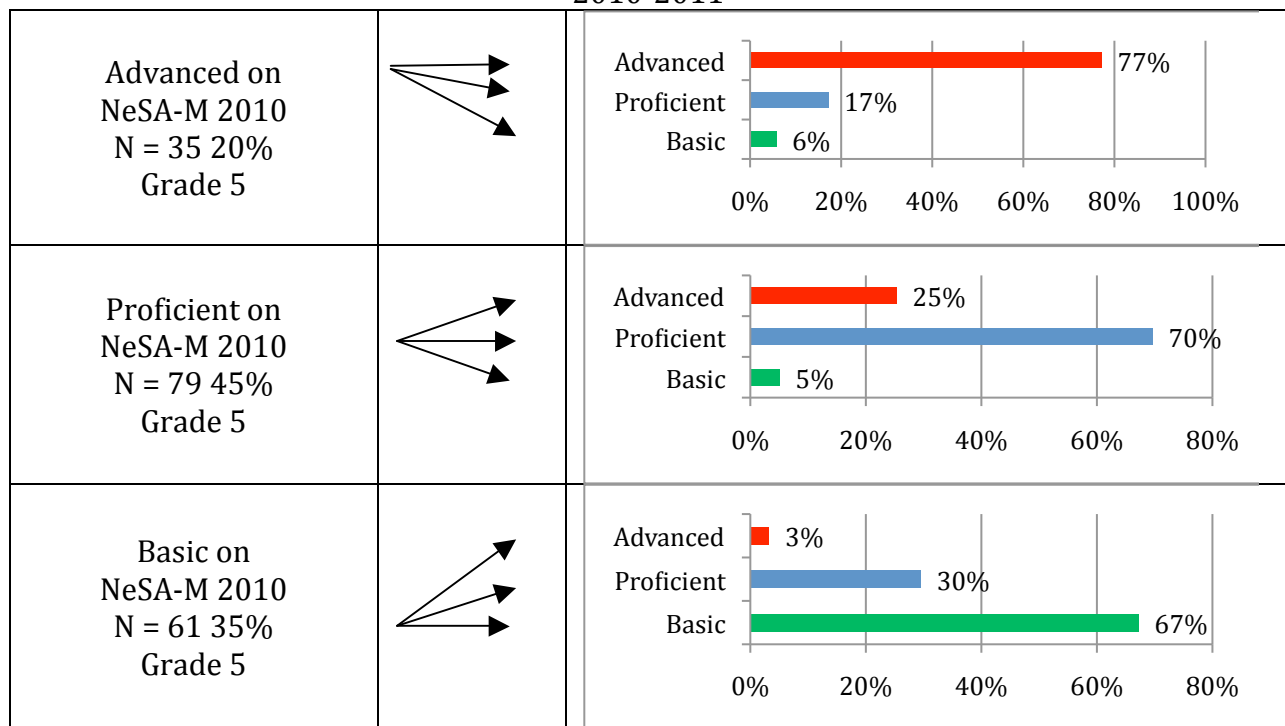 2010-2011
Advanced on
NeSA-M 2010
N = 35 20%
Grade 5
Advanced
77%
Proficient
17%
Basic
6%
0% 20% 40% 60% 80% 100%
Proficient on
NeSA-M 2010
N = 79 45%
Grade 5
Advanced
25%
Proficient
70%
Basic
5%
0% 20% 40% 60% 80%
Basic on
NeSA-M 2010
N = 61 35%
Grade 5
Advanced
3%
Proficient
30%
Basic
67%
0% 20% 40% 60% 80%